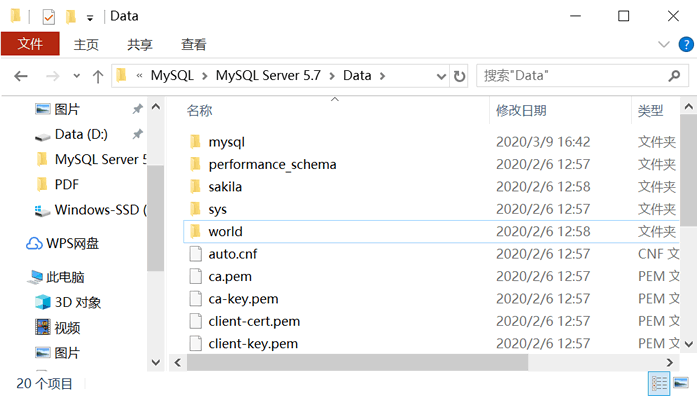 Data
文件 主页 共享 查看
« MySQL > MySQL Server 5.7 > Data > 搜索"Data"
名称 修改日期 类型
图片
Data (D:)
MySQL Server 5
PDF
Windows-SSD (
WPS网盘
此电脑
3D 对象
视频
图片
mysql 2020/3/9 16:42 文件夹
performance_schema 2020/2/6 12:57 文件夹
sakila 2020/2/6 12:58 文件夹
sys 2020/2/6 12:57 文件夹
world 2020/2/6 12:58 文件夹
auto.cnf 2020/2/6 12:57 CNF 文
ca.pem 2020/2/6 12:57 PEM 文
ca-key.pem 2020/2/6 12:57 PEM 文
client-cert.pem 2020/2/6 12:57 PEM 文
client-key.pem 2020/2/6 12:57 PEM 文
20 个项目